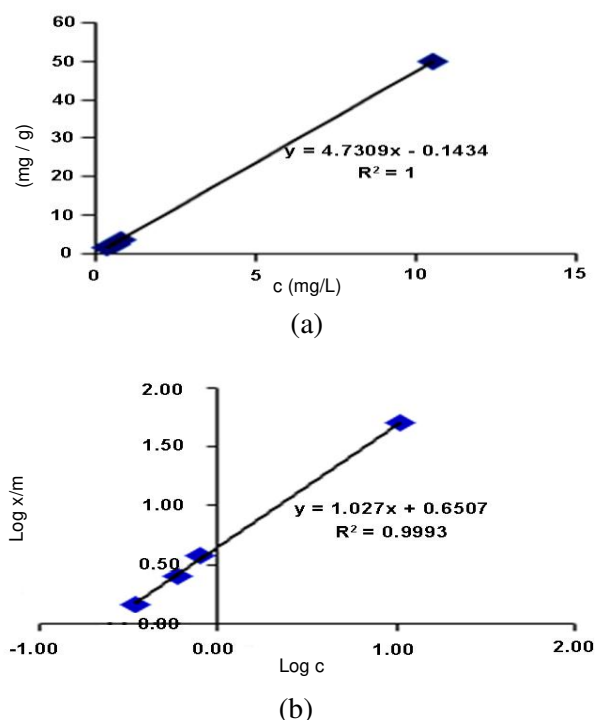 60
50
40
30
20
10
0
(mg / g)
y = 4.7309x - 0.1434
R² = 1
0 5 10 15
c (mg/L)
(a)
2.00
1.50
1.00
0.50
0.00
Log x/m
y = 1.027x + 0.6507
R² = 0.9993
-1.00 0.00 1.00 2.00
Log c
(b)